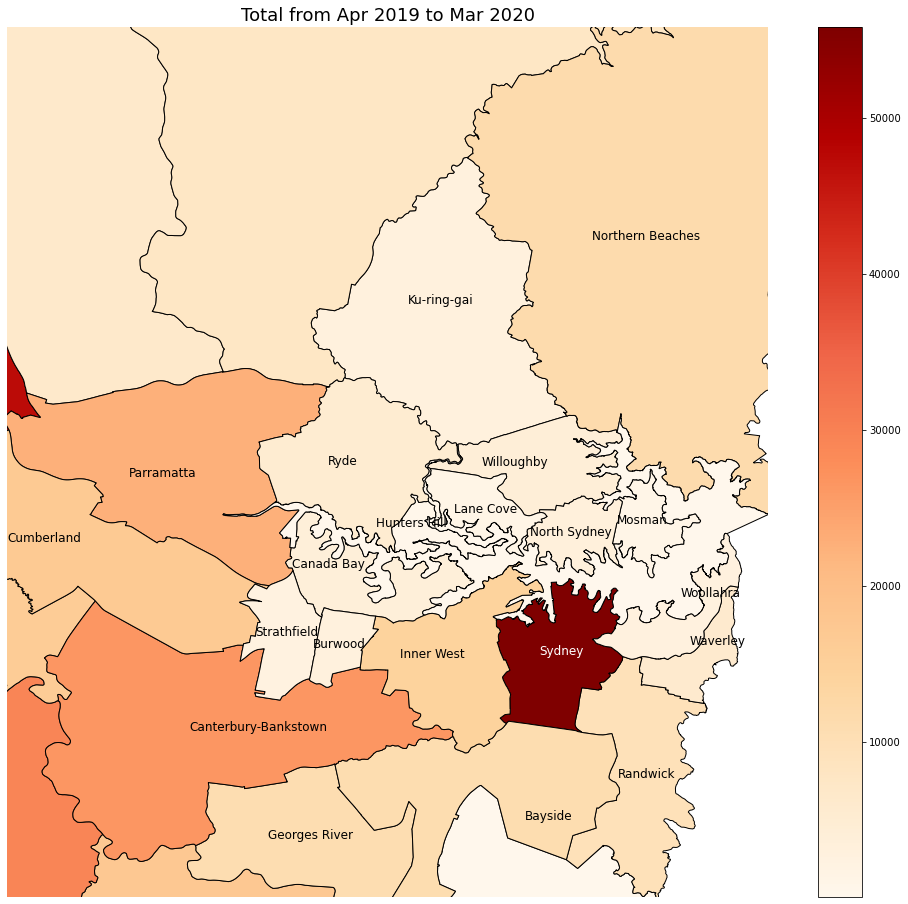 Total from Apr 2019 to Mar 2020
50000
Northern Beaches
40000
Ku-ring-gai
30000
Ryde
Willoughby
Parramatta
Lane Cove
Mosman
Hunters Hill
North Sydney
Cumberland
Canada Bay
20000
Woollahra
Strathfield
Waverley
Burwood
Sydney
Inner West
Canterbury-Bankstown
10000
Randwick
Bayside
Georges River